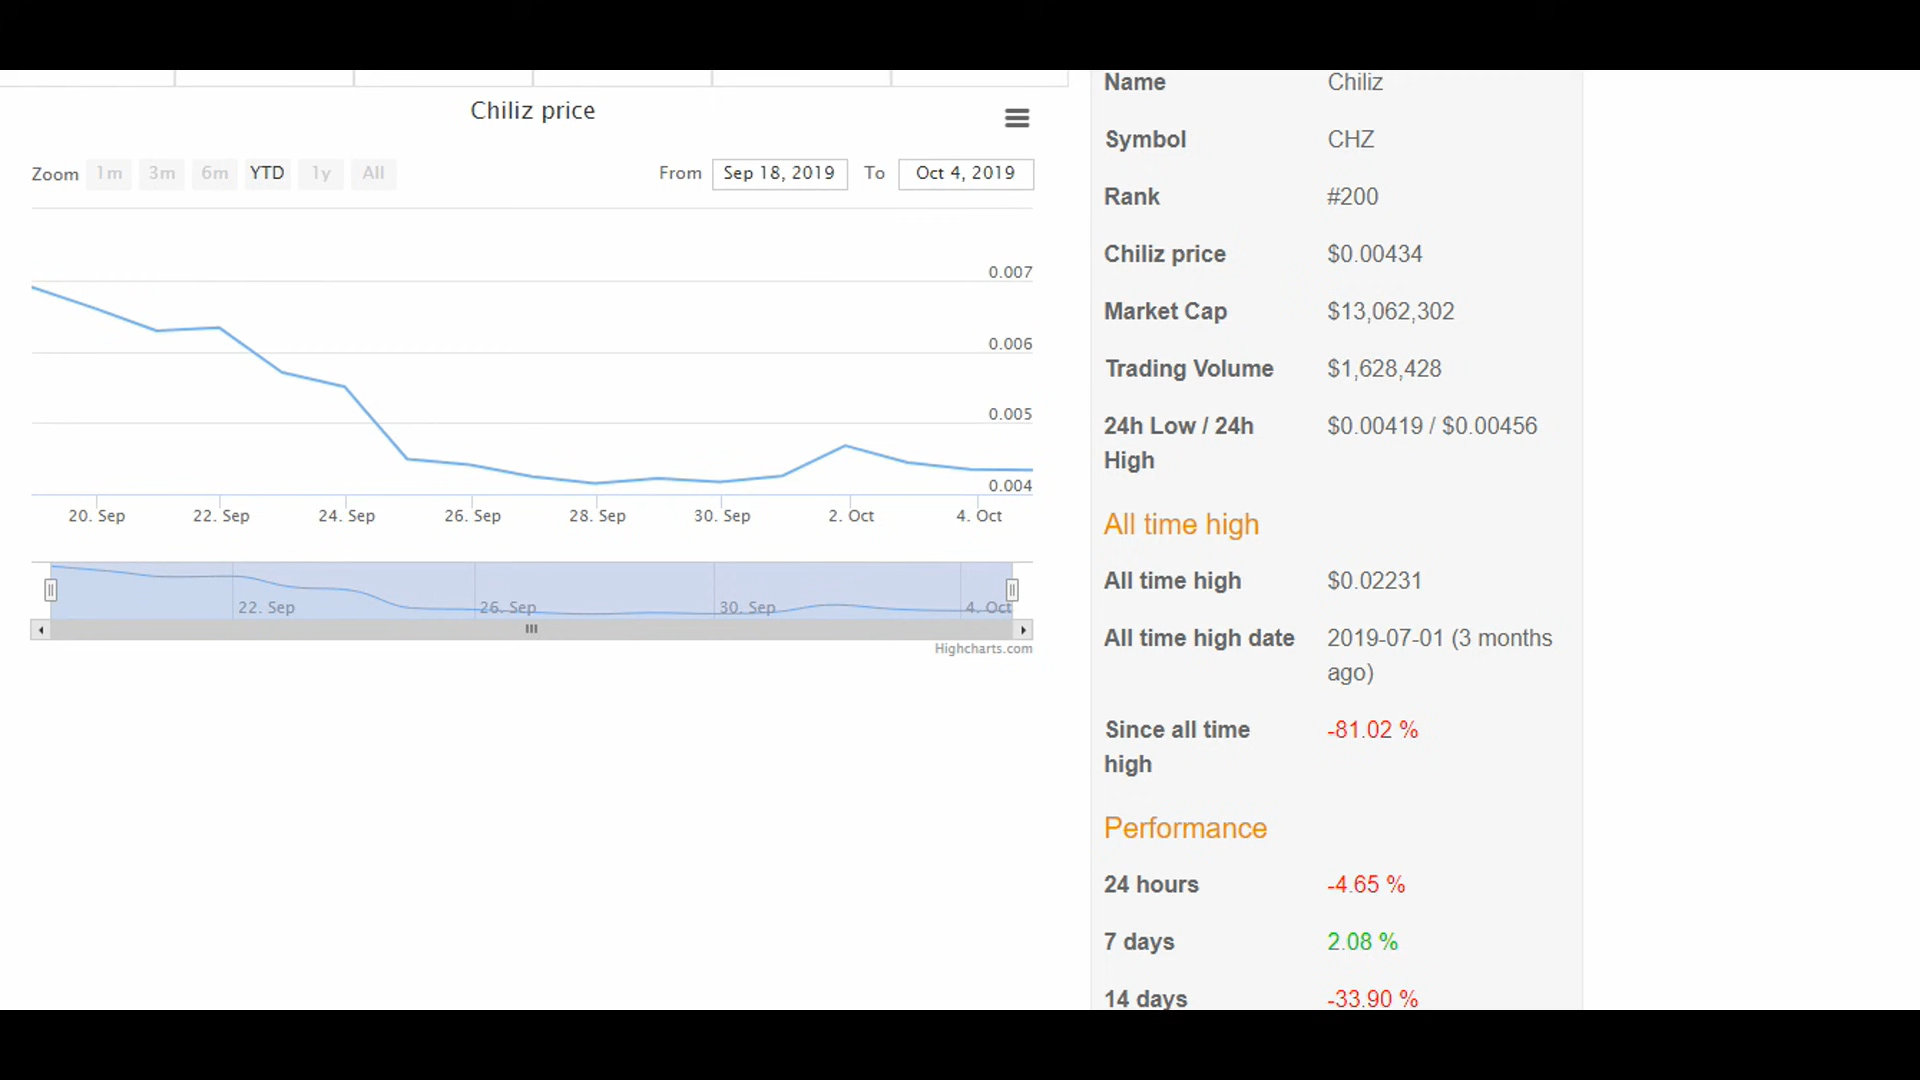 Chiliz price
Zoom 1m 3m 6m YTD 1y All From Sep 18, 2019 To Oct 4, 2019
0.007
0.006
0.005
0.004
20. Sep 22. Sep 24. Sep 26. Sep 28. Sep 30. Sep 2. Oct 4. Oct
22. Sep 26. Sep 30. Sep 4. Oct
Highcharts.com
Name Chiliz
Symbol CHZ
Rank #200
Chiliz price $0.00434
Market Cap $13,062,302
Trading Volume $1,628,428
24h Low / 24h $0.00419 / $0.00456
High
All time high
All time high $0.02231
All time high date 2019-07-01 (3 months
ago)
Since all time -81.02 %
high
Performance
24 hours -4.65 %
7 days 2.08 %
14 days -33.90 %